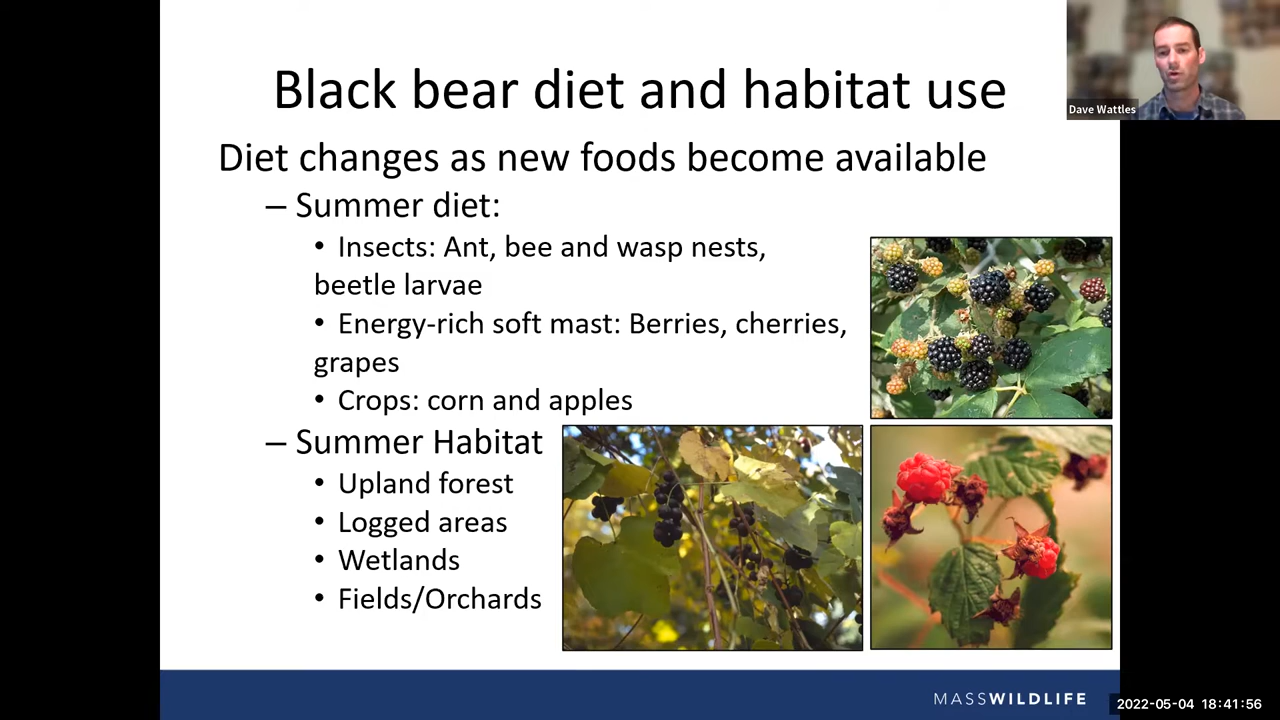 Black bear diet and habitat use
Dave Wattles
Diet changes as new foods become available
– Summer diet:
• Insects: Ant, bee and wasp nests,
beetle larvae
• Energy-rich soft mast: Berries, cherries,
grapes
• Crops: corn and apples
– Summer Habitat
• Upland forest
• Logged areas
• Wetlands
• Fields/Orchards
MASSWILDLIFE
2022-05-04 18:41:56